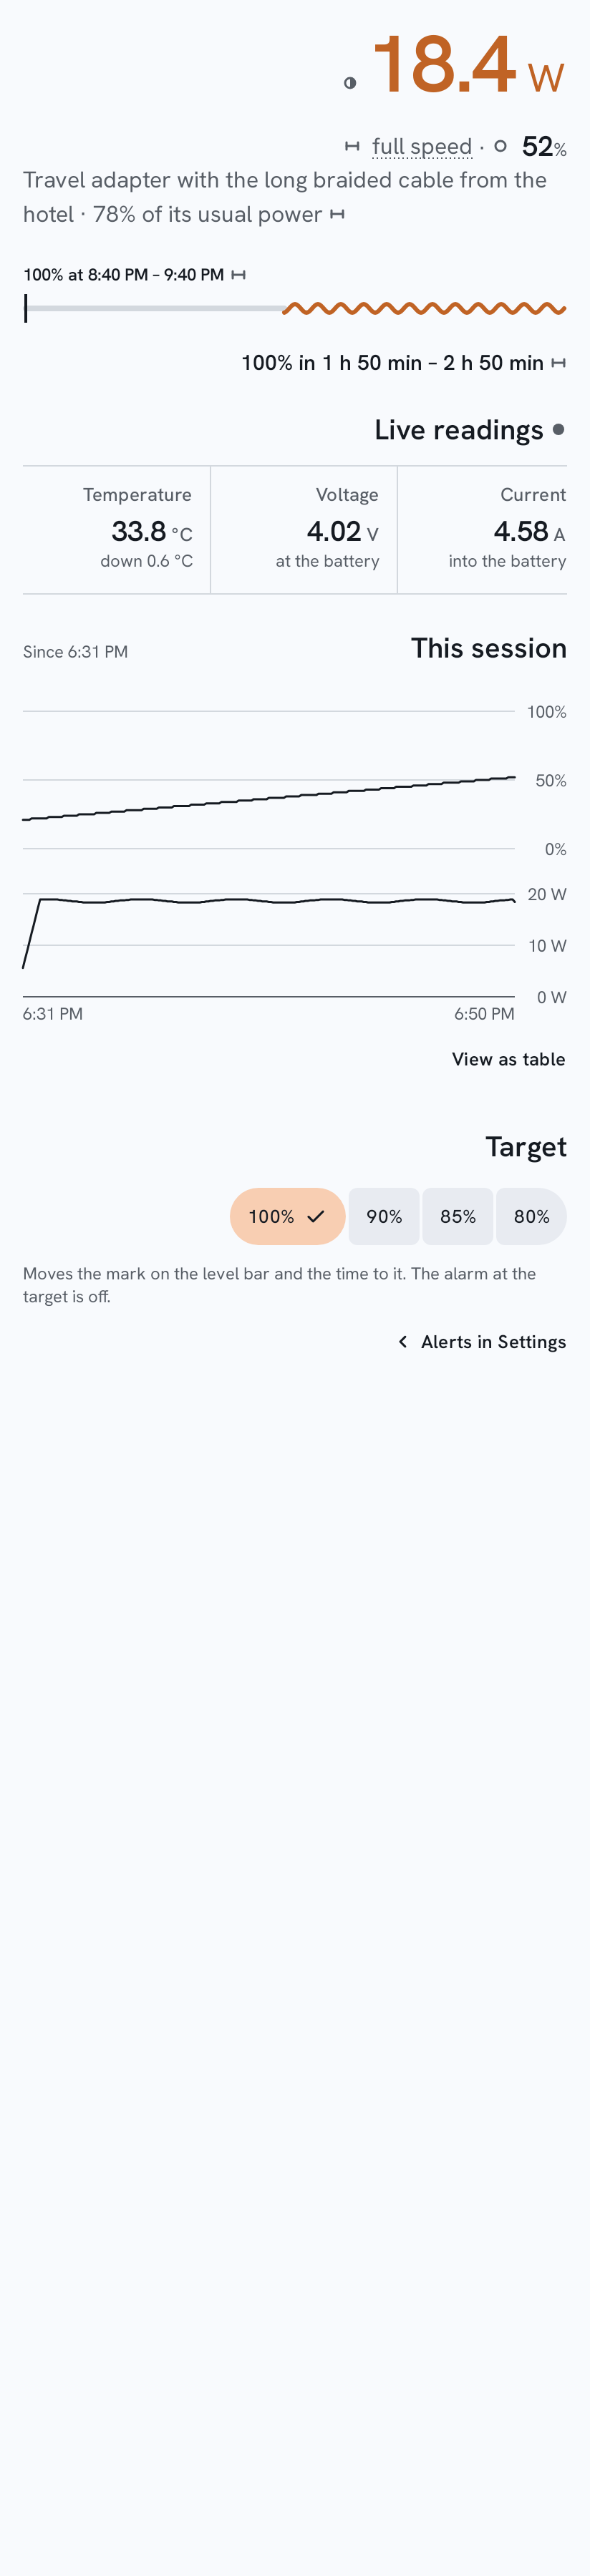 18.4 W
full speed · 52%
Travel adapter with the long braided cable from the
hotel · 78% of its usual power
100% at 8:40 PM – 9:40 PM
100% in 1 h 50 min – 2 h 50 min
Live readings
Temperature
33.8 °C
down 0.6 °C
Voltage
4.02 V
at the battery
Current
4.58 A
into the battery
This session
Since 6:31 PM
100%
50%
0%
20 W
10 W
0 W
6:31 PM
6:50 PM
View as table
Target
100%
90%
85%
80%
Moves the mark on the level bar and the time to it. The alarm at the
target is off.
Alerts in Settings